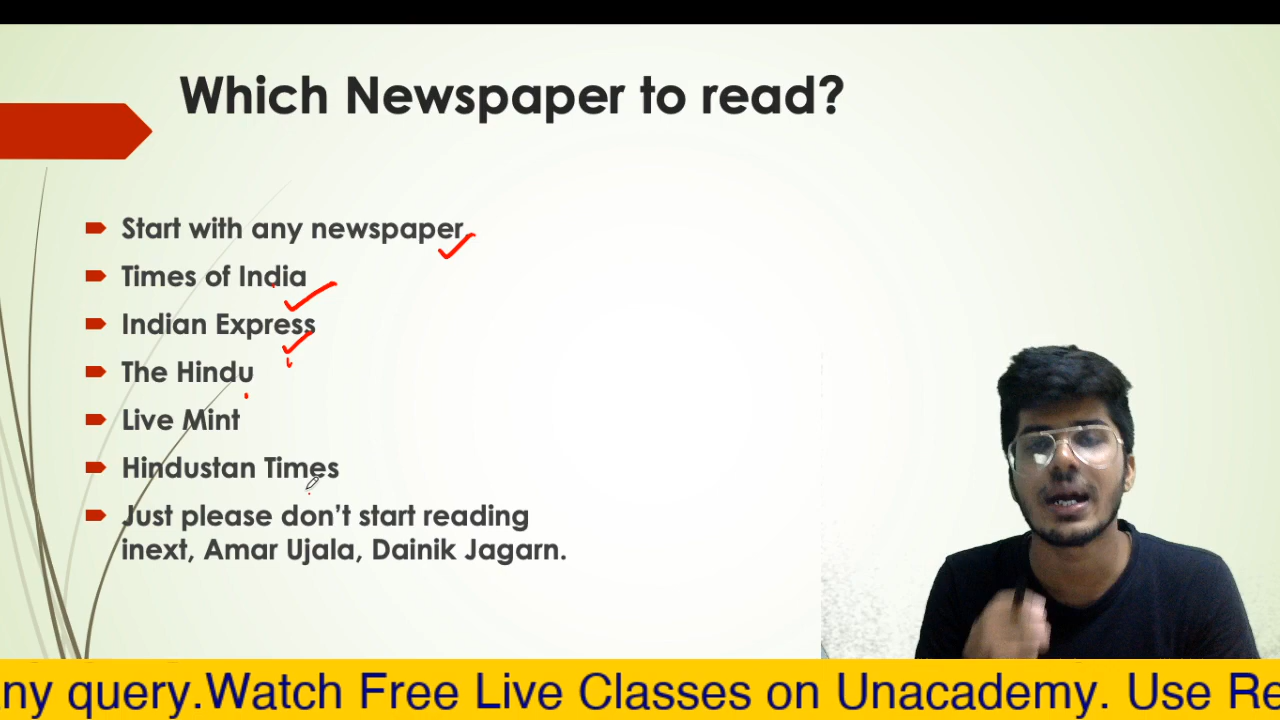 Which Newspaper to read?
Start with any newspaper
Times of India
Indian Express
The Hindu
Live Mint
Hindustan Times
Just please don't start reading
inext, Amar Ujala, Dainik Jagarn.
ny query.Watch Free Live Classes on Unacademy. Use Re